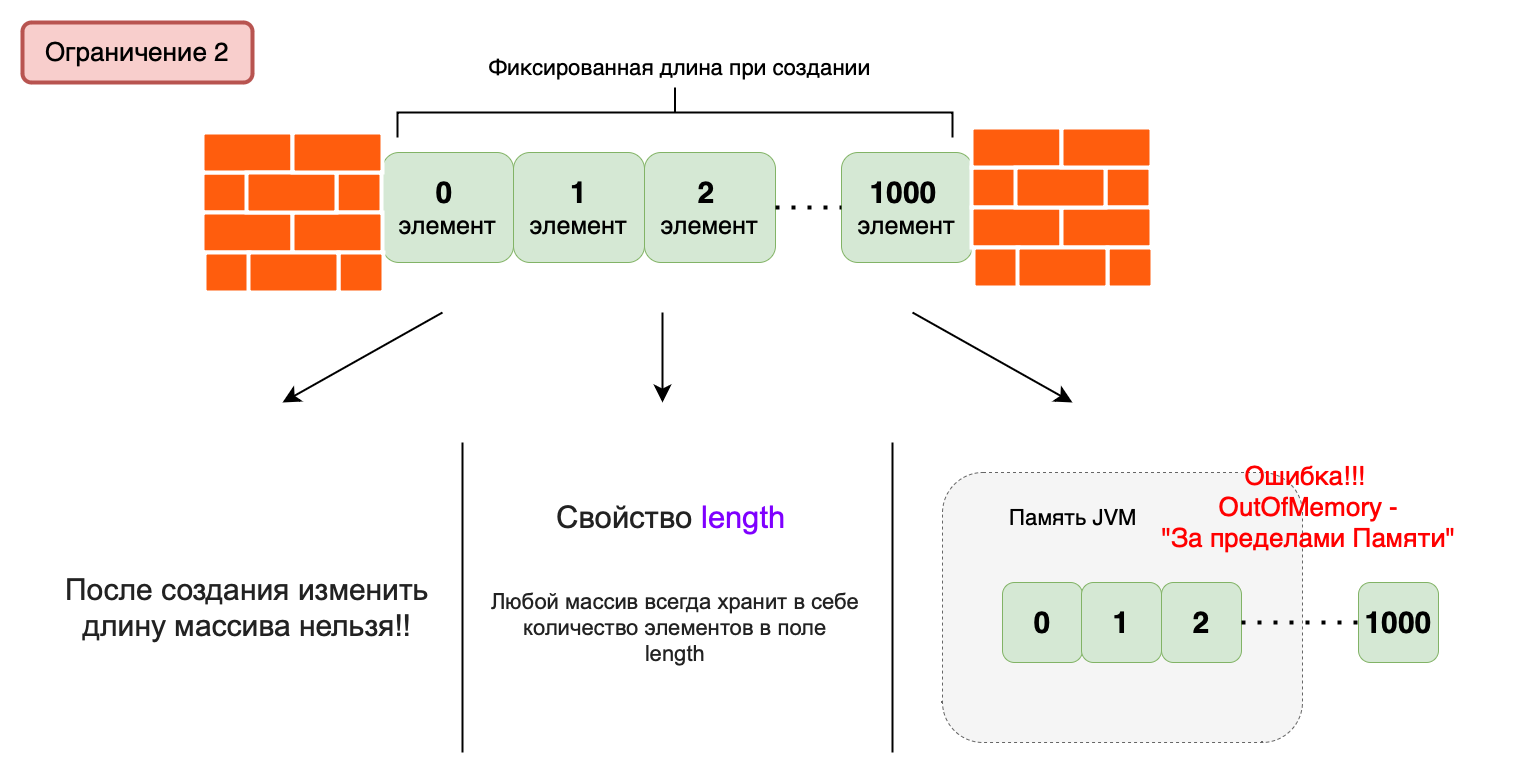 Ограничение 2
Фиксированная длина при создании
0
элемент
1
элемент
2
элемент
1000
элемент
После создания изменить
длину массива нельзя!!
Свойство length
Любой массив всегда хранит в себе
количество элементов в поле
length
Ошибка!!!
OutOfMemory -
"За пределами Памяти"
Память JVM
0
1
2
1000